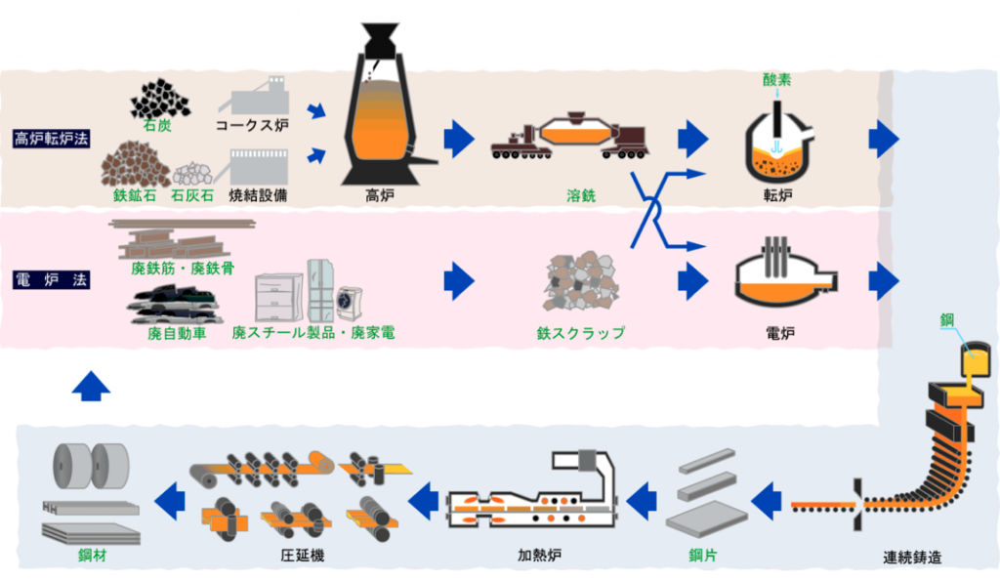 酸素
高炉転炉法
石炭
コークス炉
鉄鉱石
石灰石
焼結設備
高炉
溶銑
転炉
電炉法
廃鉄筋・廃鉄骨
廃自動車
廃スチール製品・廃家電
鉄スクラップ
電炉
鋼
鋼材
圧延機
加熱炉
鋼片
連続鋳造